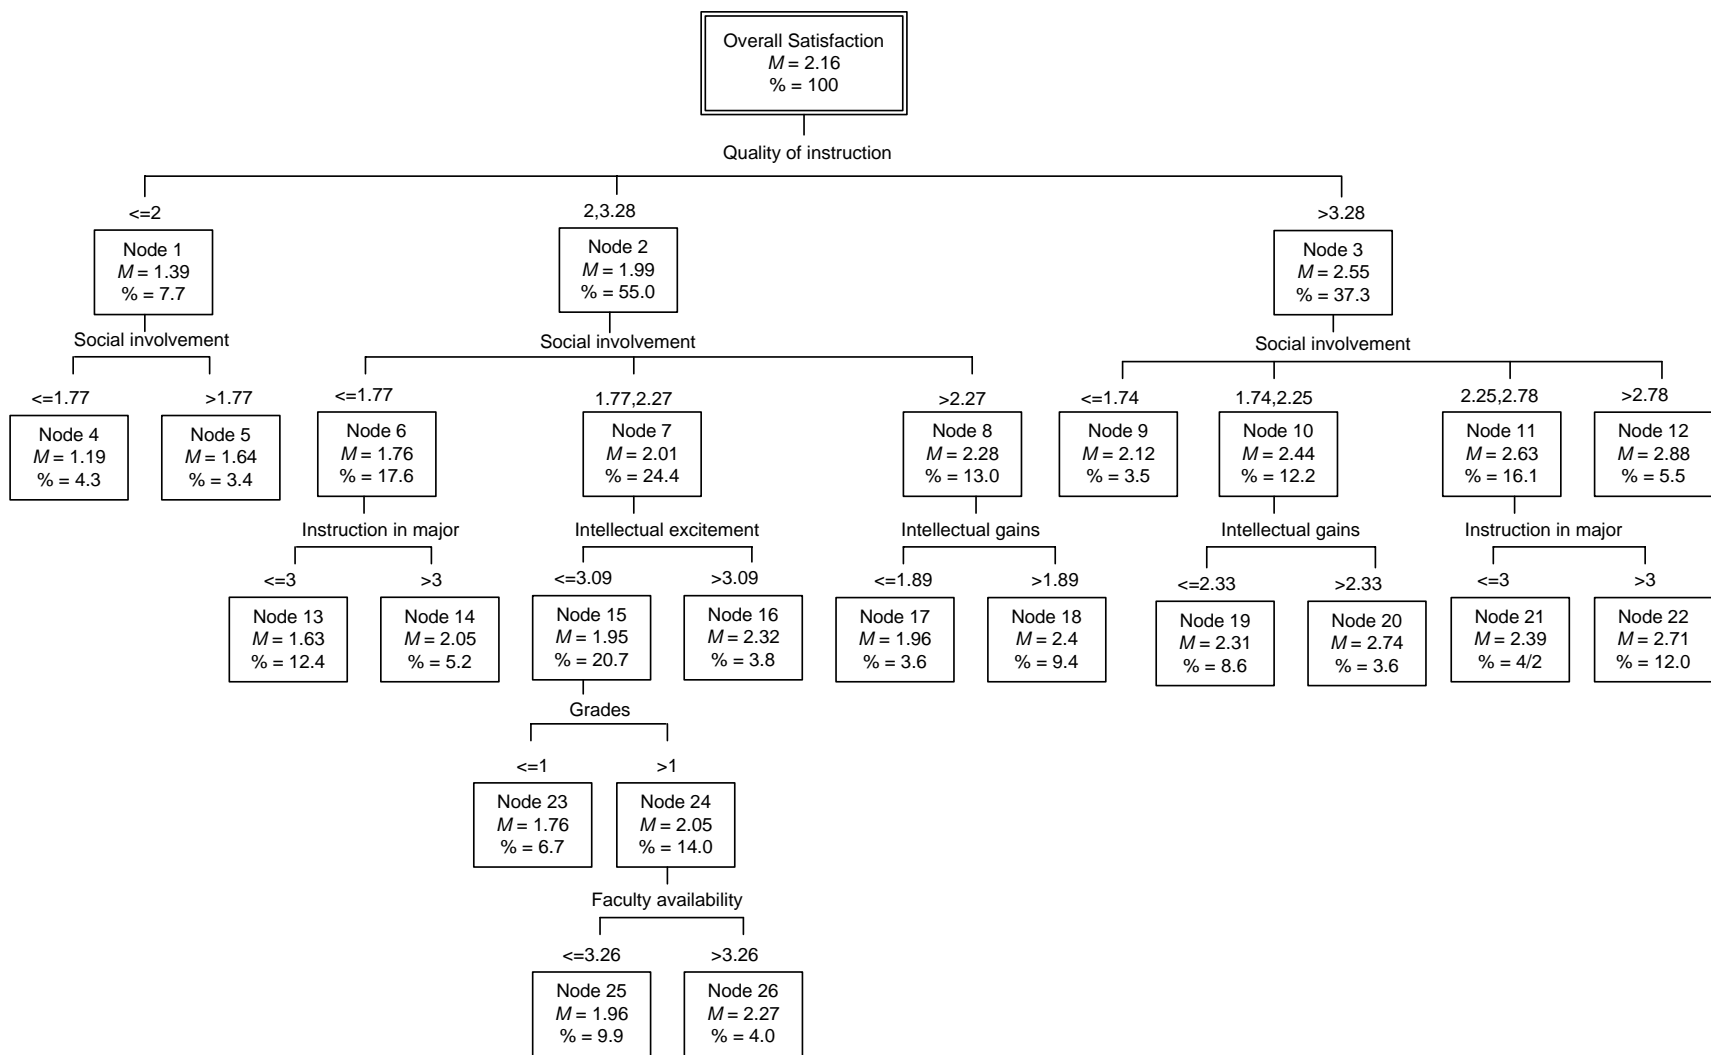 Overall Satisfaction
M = 2.16
% = 100
Quality of instruction
<=2
2,3.28
>3.28
Node 1
M = 1.39
% = 7.7
Node 2
M = 1.99
% = 55.0
Node 3
M = 2.55
% = 37.3
Social involvement
Social involvement
Social involvement
<=1.77
>1.77
<=1.77
1.77,2.27
>2.27
<=1.74
1.74,2.25
2.25,2.78
>2.78
Node 4
M = 1.19
% = 4.3
Node 5
M = 1.64
% = 3.4
Node 6
M = 1.76
% = 17.6
Node 7
M = 2.01
% = 24.4
Node 8
M = 2.28
% = 13.0
Node 9
M = 2.12
% = 3.5
Node 10
M = 2.44
% = 12.2
Node 11
M = 2.63
% = 16.1
Node 12
M = 2.88
% = 5.5
Instruction in major
Intellectual excitement
Intellectual gains
Intellectual gains
Instruction in major
<=3
>3
<=3.09
>3.09
<=1.89
>1.89
<=2.33
>2.33
<=3
>3
Node 13
M = 1.63
% = 12.4
Node 14
M = 2.05
% = 5.2
Node 15
M = 1.95
% = 20.7
Node 16
M = 2.32
% = 3.8
Node 17
M = 1.96
% = 3.6
Node 18
M = 2.4
% = 9.4
Node 19
M = 2.31
% = 8.6
Node 20
M = 2.74
% = 3.6
Node 21
M = 2.39
% = 4/2
Node 22
M = 2.71
% = 12.0
Grades
<=1
>1
Node 23
M = 1.76
% = 6.7
Node 24
M = 2.05
% = 14.0
Faculty availability
<=3.26
>3.26
Node 25
M = 1.96
% = 9.9
Node 26
M = 2.27
% = 4.0